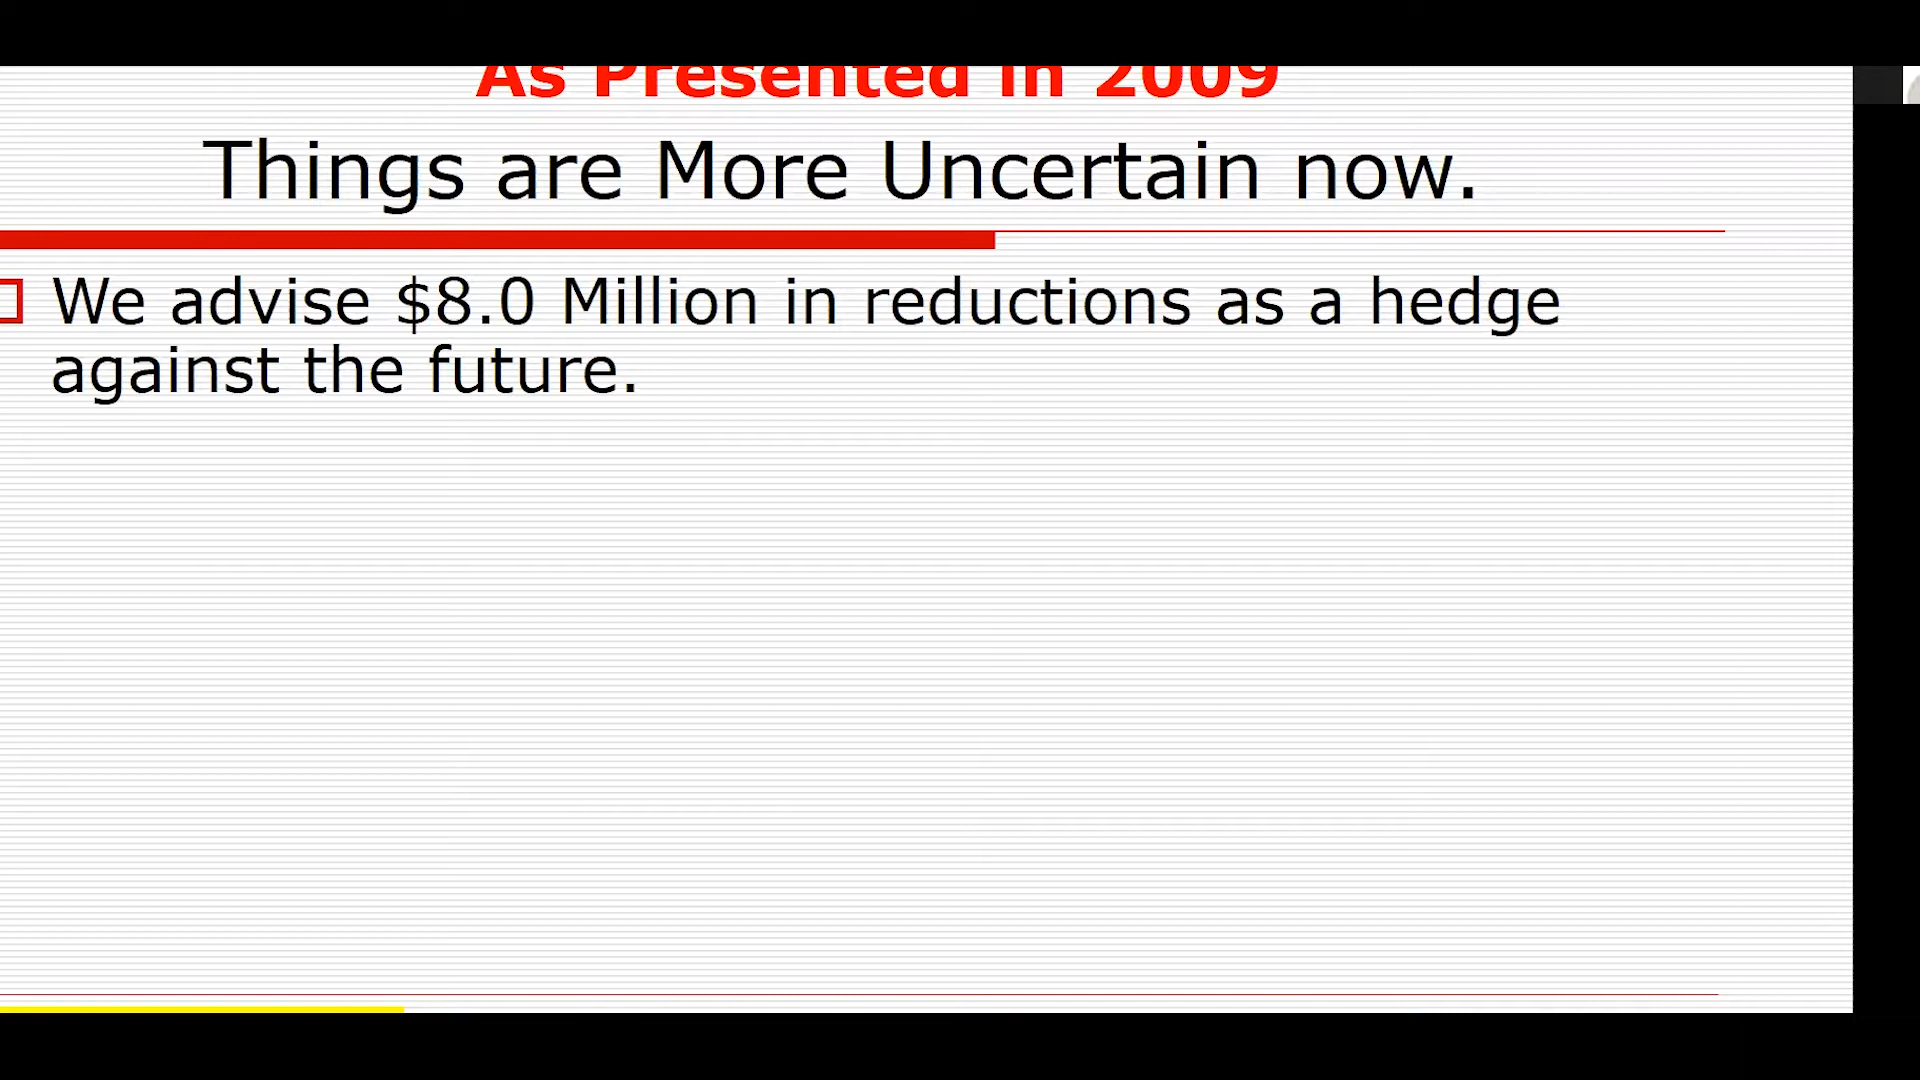 As Presented in 2009
Things are More Uncertain now.
We advise $8.0 Million in reductions as a hedge
against the future.